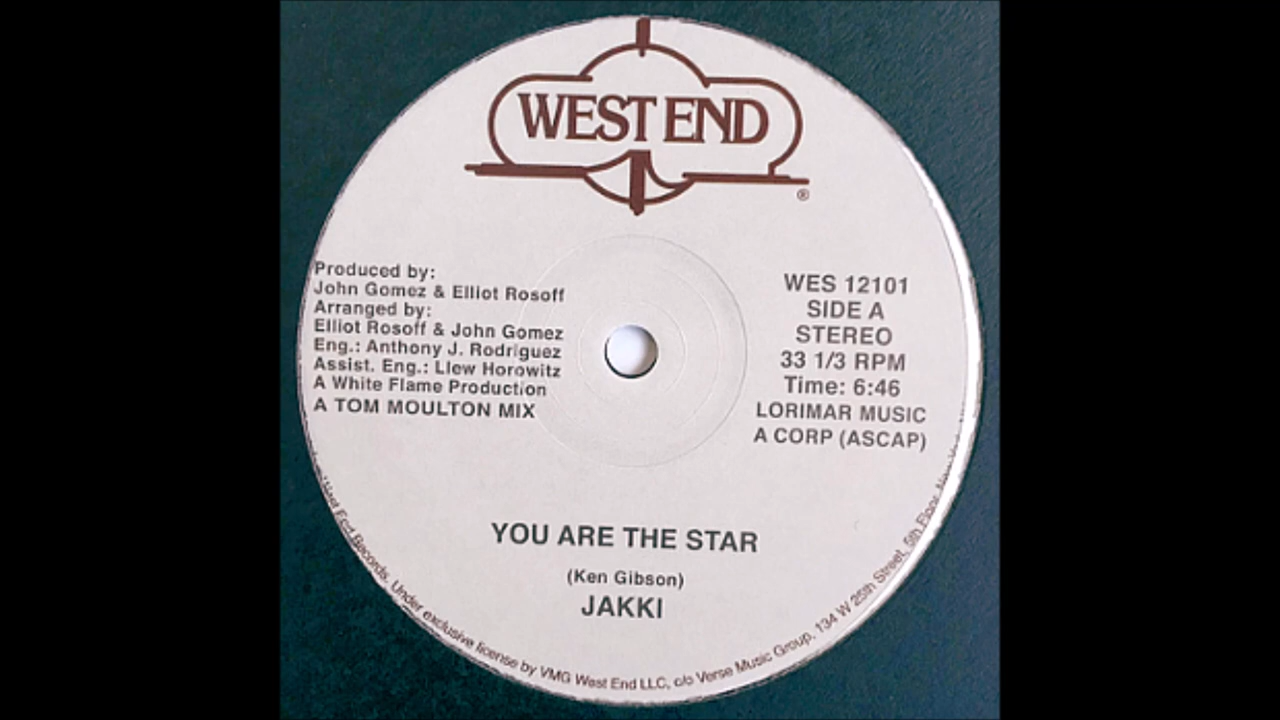 WEST END
®
Produced by:
John Gomez & Elliot Rosoff
Arranged by:
Elliot Rosoff & John Gomez
Eng.: Anthony J. Rodriguez
Assist. Eng.: Llew Horowitz
A White Flame Production
A TOM MOULTON MIX
WES 12101
SIDE A
STEREO
33 1/3 RPM
Time: 6:46
LORIMAR MUSIC
A CORP (ASCAP)
YOU ARE THE STAR
(Ken Gibson)
JAKKI
West End Records. Under exclusive license by VMG West End LLC, c/o Verse Music Group, 134 W 25th Street, 5th Floor,